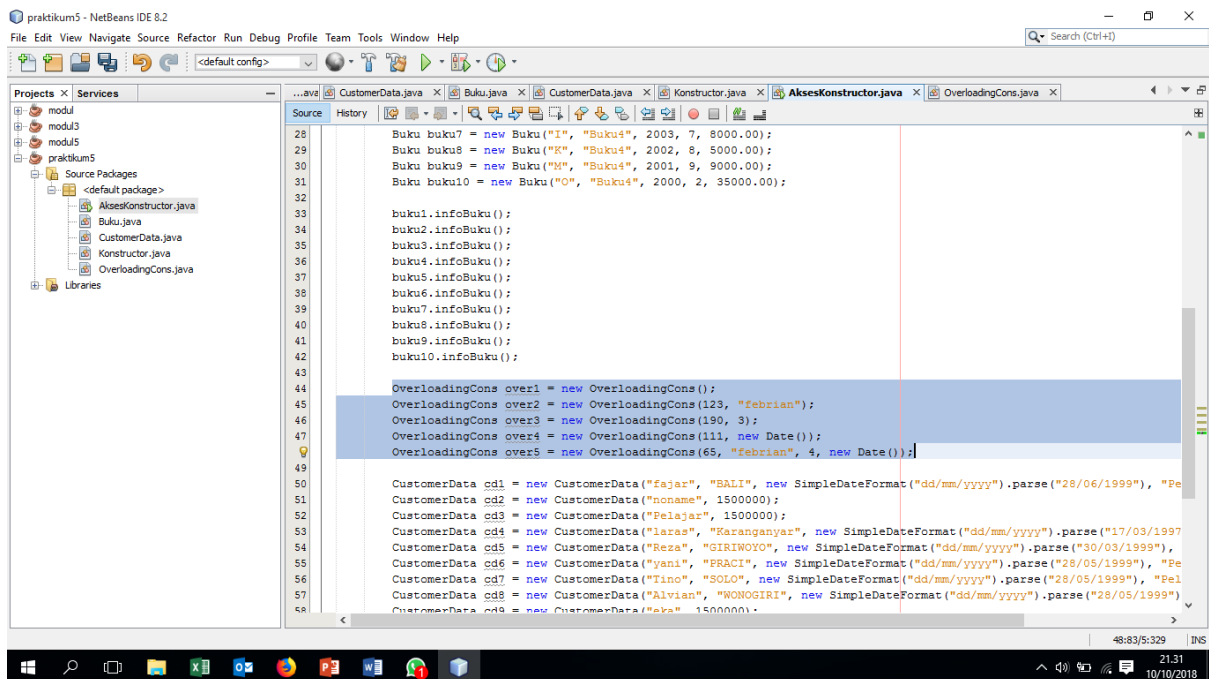 praktikum5 - NetBeans IDE 8.2
File Edit View Navigate Source Refactor Run Debug Profile Team Tools Window Help
Search (Ctrl+I)
<default config>
Projects Services
...ava CustomerData.java Buku.java CustomerData.java Konstructor.java AksesKonstructor.java OverloadingCons.java
Source History
modul
modul3
modul5
praktikum5
Source Packages
<default package>
AksesKonstructor.java
Buku.java
CustomerData.java
Konstructor.java
OverloadingCons.java
Libraries
28 Buku buku7 = new Buku("I", "Buku4", 2003, 7, 8000.00);
29 Buku buku8 = new Buku("K", "Buku4", 2002, 8, 5000.00);
30 Buku buku9 = new Buku("M", "Buku4", 2001, 9, 9000.00);
31 Buku buku10 = new Buku("O", "Buku4", 2000, 2, 35000.00);
32
33 buku1.infoBuku();
34 buku2.infoBuku();
35 buku3.infoBuku();
36 buku4.infoBuku();
37 buku5.infoBuku();
38 buku6.infoBuku();
39 buku7.infoBuku();
40 buku8.infoBuku();
41 buku9.infoBuku();
42 buku10.infoBuku();
43
44 OverloadingCons over1 = new OverloadingCons();
45 OverloadingCons over2 = new OverloadingCons(123, "febrian");
46 OverloadingCons over3 = new OverloadingCons(190, 3);
47 OverloadingCons over4 = new OverloadingCons(111, new Date());
OverloadingCons over5 = new OverloadingCons(65, "febrian", 4, new Date());
49
50 CustomerData cd1 = new CustomerData("fajar", "BALI", new SimpleDateFormat("dd/mm/yyyy").parse("28/06/1999"), "Pe
51 CustomerData cd2 = new CustomerData("noname", 1500000);
52 CustomerData cd3 = new CustomerData("Pelajar", 1500000);
53 CustomerData cd4 = new CustomerData("laras", "Karanganyar", new SimpleDateFormat("dd/mm/yyyy").parse("17/03/1997
54 CustomerData cd5 = new CustomerData("Reza", "GIRIWOYO", new SimpleDateFormat("dd/mm/yyyy").parse("30/03/1999"),
55 CustomerData cd6 = new CustomerData("yani", "PRACI", new SimpleDateFormat("dd/mm/yyyy").parse("28/05/1999"), "Pe
56 CustomerData cd7 = new CustomerData("Tino", "SOLO", new SimpleDateFormat("dd/mm/yyyy").parse("28/05/1999"), "Pel
57 CustomerData cd8 = new CustomerData("Alvian", "WONOGIRI", new SimpleDateFormat("dd/mm/yyyy").parse("28/05/1999")
58 CustomerData cd9 = new CustomerData("eka", 1500000);
48:83/5:329 INS
21.31
10/10/2018